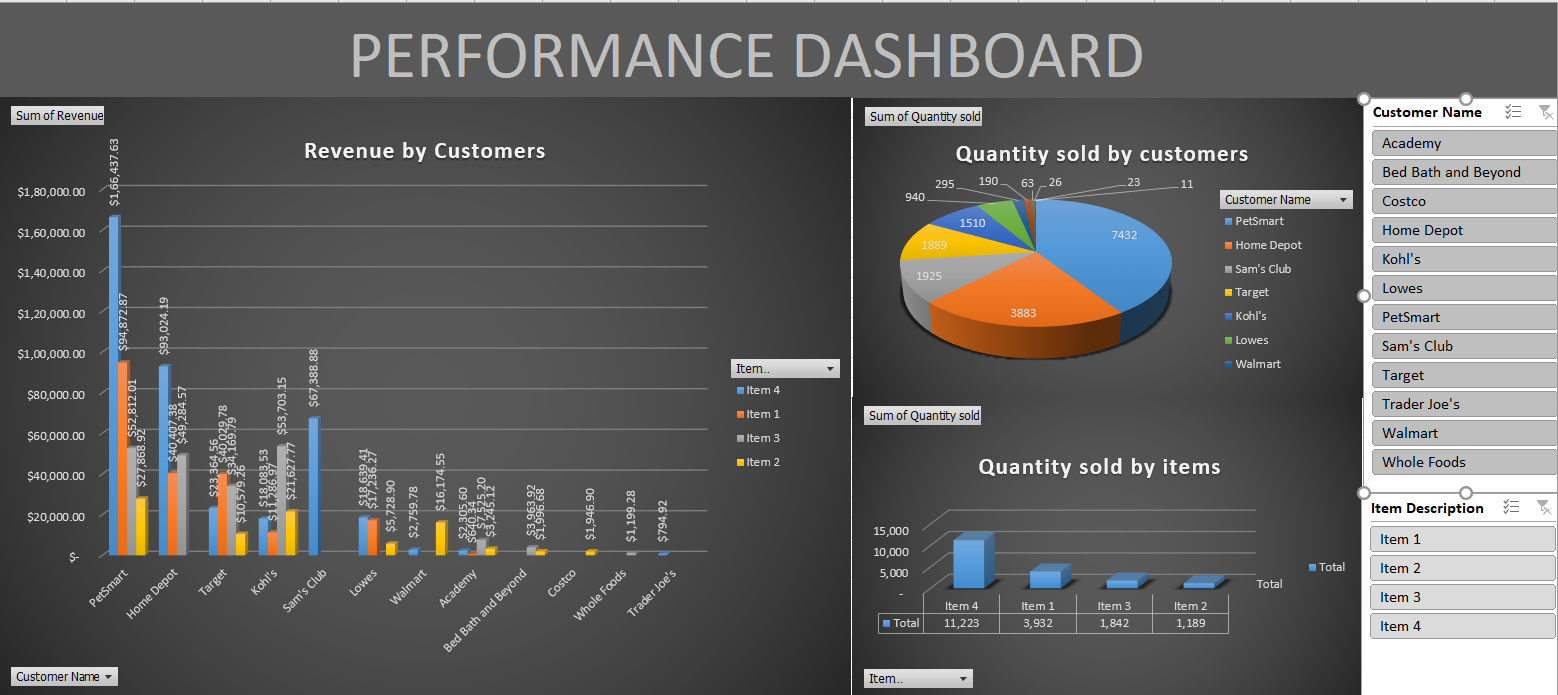 PERFORMANCE DASHBOARD
Sum of Revenue
Revenue by Customers
$1,80,000.00
$1,60,000.00
$1,40,000.00
$1,20,000.00
$1,00,000.00
$80,000.00
$60,000.00
$40,000.00
$20,000.00
$-
$1,66,437.63
$94,872.87
$52,812.01
$27,868.92
$93,024.19
$40,407.38
$49,284.57
$23,364.56
$40,029.78
$34,169.79
$10,579.26
$18,083.53
$11,286.97
$53,703.15
$21,627.77
$67,388.88
$18,639.41
$17,236.27
$5,728.90
$2,759.78
$16,174.55
$2,305.60
$640.34
$7,525.20
$3,245.12
$3,963.92
$1,996.68
$1,946.90
$1,199.28
$794.92
PetSmart
Home Depot
Target
Kohl's
Sam's Club
Lowes
Walmart
Academy
Bed Bath and Beyond
Costco
Whole Foods
Trader Joe's
Item..
Item 4
Item 1
Item 3
Item 2
Customer Name
Sum of Quantity sold
Quantity sold by customers
295
190
63
26
23
11
940
1510
7432
1889
1925
3883
Customer Name
PetSmart
Home Depot
Sam's Club
Target
Kohl's
Lowes
Walmart
Sum of Quantity sold
Quantity sold by items
15,000
10,000
5,000
-
Total
Total
Item 4 Item 1 Item 3 Item 2
Total 11,223 3,932 1,842 1,189
Item..
Customer Name
Academy
Bed Bath and Beyond
Costco
Home Depot
Kohl's
Lowes
PetSmart
Sam's Club
Target
Trader Joe's
Walmart
Whole Foods
Item Description
Item 1
Item 2
Item 3
Item 4